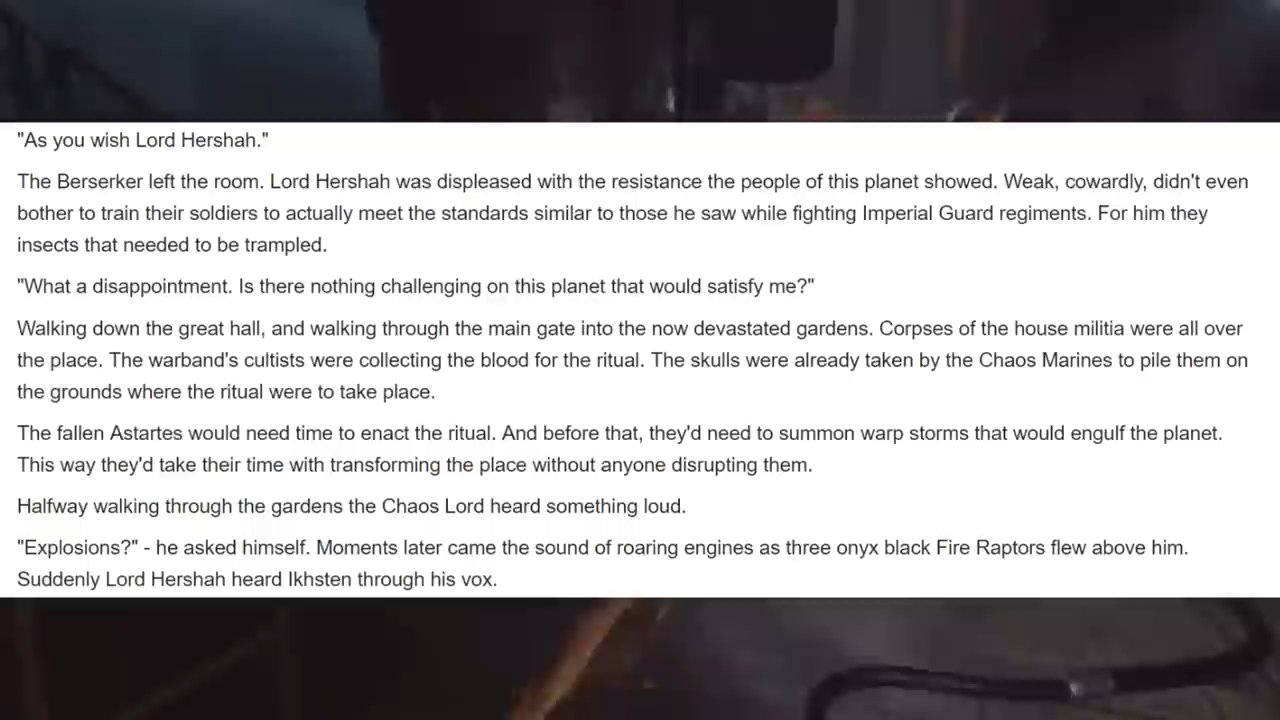 "As you wish Lord Hershah."
The Berserker left the room. Lord Hershah was displeased with the resistance the people of this planet showed. Weak, cowardly, didn't even
bother to train their soldiers to actually meet the standards similar to those he saw while fighting Imperial Guard regiments. For him they
insects that needed to be trampled.
"What a disappointment. Is there nothing challenging on this planet that would satisfy me?"
Walking down the great hall, and walking through the main gate into the now devastated gardens. Corpses of the house militia were all over
the place. The warband's cultists were collecting the blood for the ritual. The skulls were already taken by the Chaos Marines to pile them on
the grounds where the ritual were to take place.
The fallen Astartes would need time to enact the ritual. And before that, they'd need to summon warp storms that would engulf the planet.
This way they'd take their time with transforming the place without anyone disrupting them.
Halfway walking through the gardens the Chaos Lord heard something loud.
"Explosions?" - he asked himself. Moments later came the sound of roaring engines as three onyx black Fire Raptors flew above him.
Suddenly Lord Hershah heard Ikhsten through his vox.